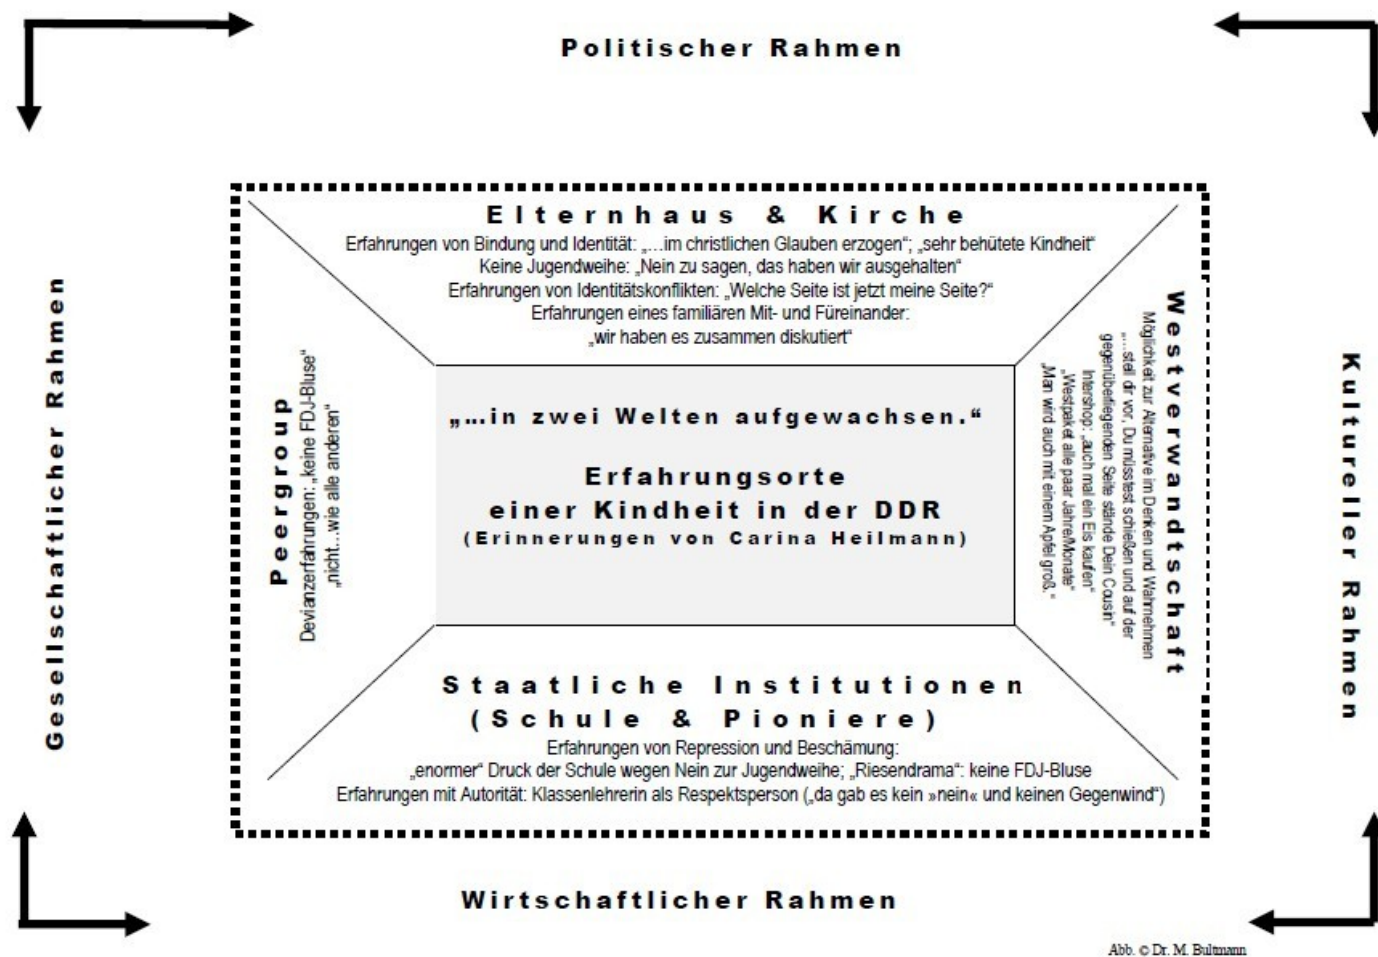 Politischer Rahmen
Elternhaus & Kirche
Erfahrungen von Bindung und Identität: „…im christlichen Glauben erzogen“; „sehr behütete Kindheit“
Keine Jugendweihe: „Nein zu sagen, das haben wir ausgehalten“
Erfahrungen von Identitätskonflikten: „Welche Seite ist jetzt meine Seite?“
Erfahrungen eines familiären Mit- und Füreinander:
„wir haben es zusammen diskutiert“
Gesellschaftlicher Rahmen
Peergroup
Devianzerfahrungen: „keine FDJ-Bluse“
„nicht…wie alle anderen“
„…in zwei Welten aufgewachsen.“
Erfahrungsorte
einer Kindheit in der DDR
(Erinnerungen von Carina Heilmann)
Westverwandtschaft
Möglichkeit zur Alternative im Denken und Wahrnehmen
„…stell dir vor, Du müsstest schießen und auf der
gegenüberliegenden Seite stände Dein Cousin“
Intershop: „auch mal ein Eis kaufen“
„Westpaket alle paar Jahre/Monate“
„Man wird auch mit einem Apfel groß.“
Kultureller Rahmen
Staatliche Institutionen
(Schule & Pioniere)
Erfahrungen von Repression und Beschämung:
„enormer“ Druck der Schule wegen Nein zur Jugendweihe; „Riesendrama“: keine FDJ-Bluse
Erfahrungen mit Autorität: Klassenlehrerin als Respektsperson („da gab es kein »nein« und keinen Gegenwind“)
Wirtschaftlicher Rahmen
Abb. © Dr. M. Bultmann